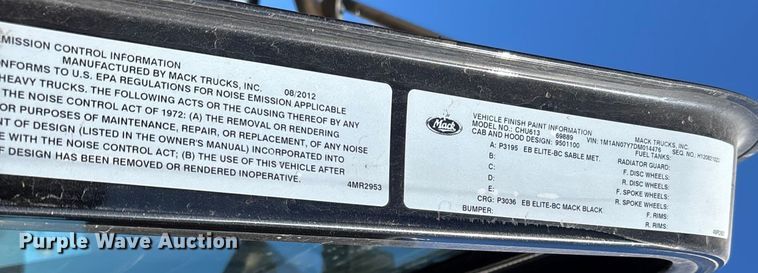 EMISSION CONTROL INFORMATION
MANUFACTURED BY MACK TRUCKS, INC. 08/2012
CONFORMS TO U.S. EPA REGULATIONS FOR NOISE EMISSION APPLICABLE
HEAVY TRUCKS. THE FOLLOWING ACTS OR THE CAUSING THEREOF BY ANY
THE NOISE CONTROL ACT OF 1972: (A) THE REMOVAL OR RENDERING
OR PURPOSES OF MAINTENANCE, REPAIR, OR REPLACEMENT, OF ANY NOISE
NT OF DESIGN (LISTED IN THE OWNER'S MANUAL) INCORPORATED INTO
E WITH THE NOISE CONTROL ACT; (B) THE USE OF THIS VEHICLE AFTER
F DESIGN HAS BEEN REMOVED OR RENDERED INOPERATIVE.
4MR2953
Mack
VEHICLE FINISH PAINT INFORMATION MACK TRUCKS, INC.
MODEL NO.: CHU613 69889 VIN: 1M1AN07Y7DM014476 SEQ. NO.
CAB AND HOOD DESIGN: 9501100 FUEL TANKS:
A: P3195 EB ELITE-BC SABLE MET. RADIATOR GUARD:
B: F. DISC WHEELS:
C: R. DISC WHEELS:
D: F. SPOKE WHEELS:
E: R. SPOKE WHEELS:
CRG: P3036 EB ELITE-BC MACK BLACK F. RIMS:
BUMPER: R. RIMS:
Purple Wave Auction